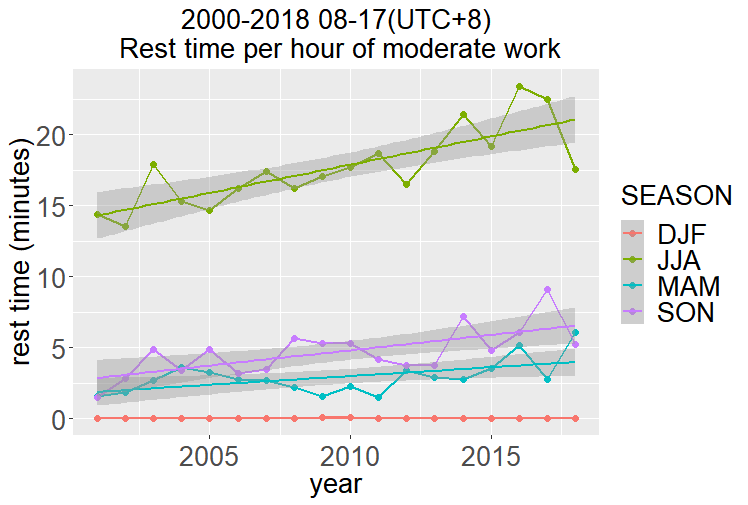 2000-2018 08-17(UTC+8)
Rest time per hour of moderate work
rest time (minutes)
20
15
10
5
0
2005
2010
2015
year
SEASON
DJF
JJA
MAM
SON